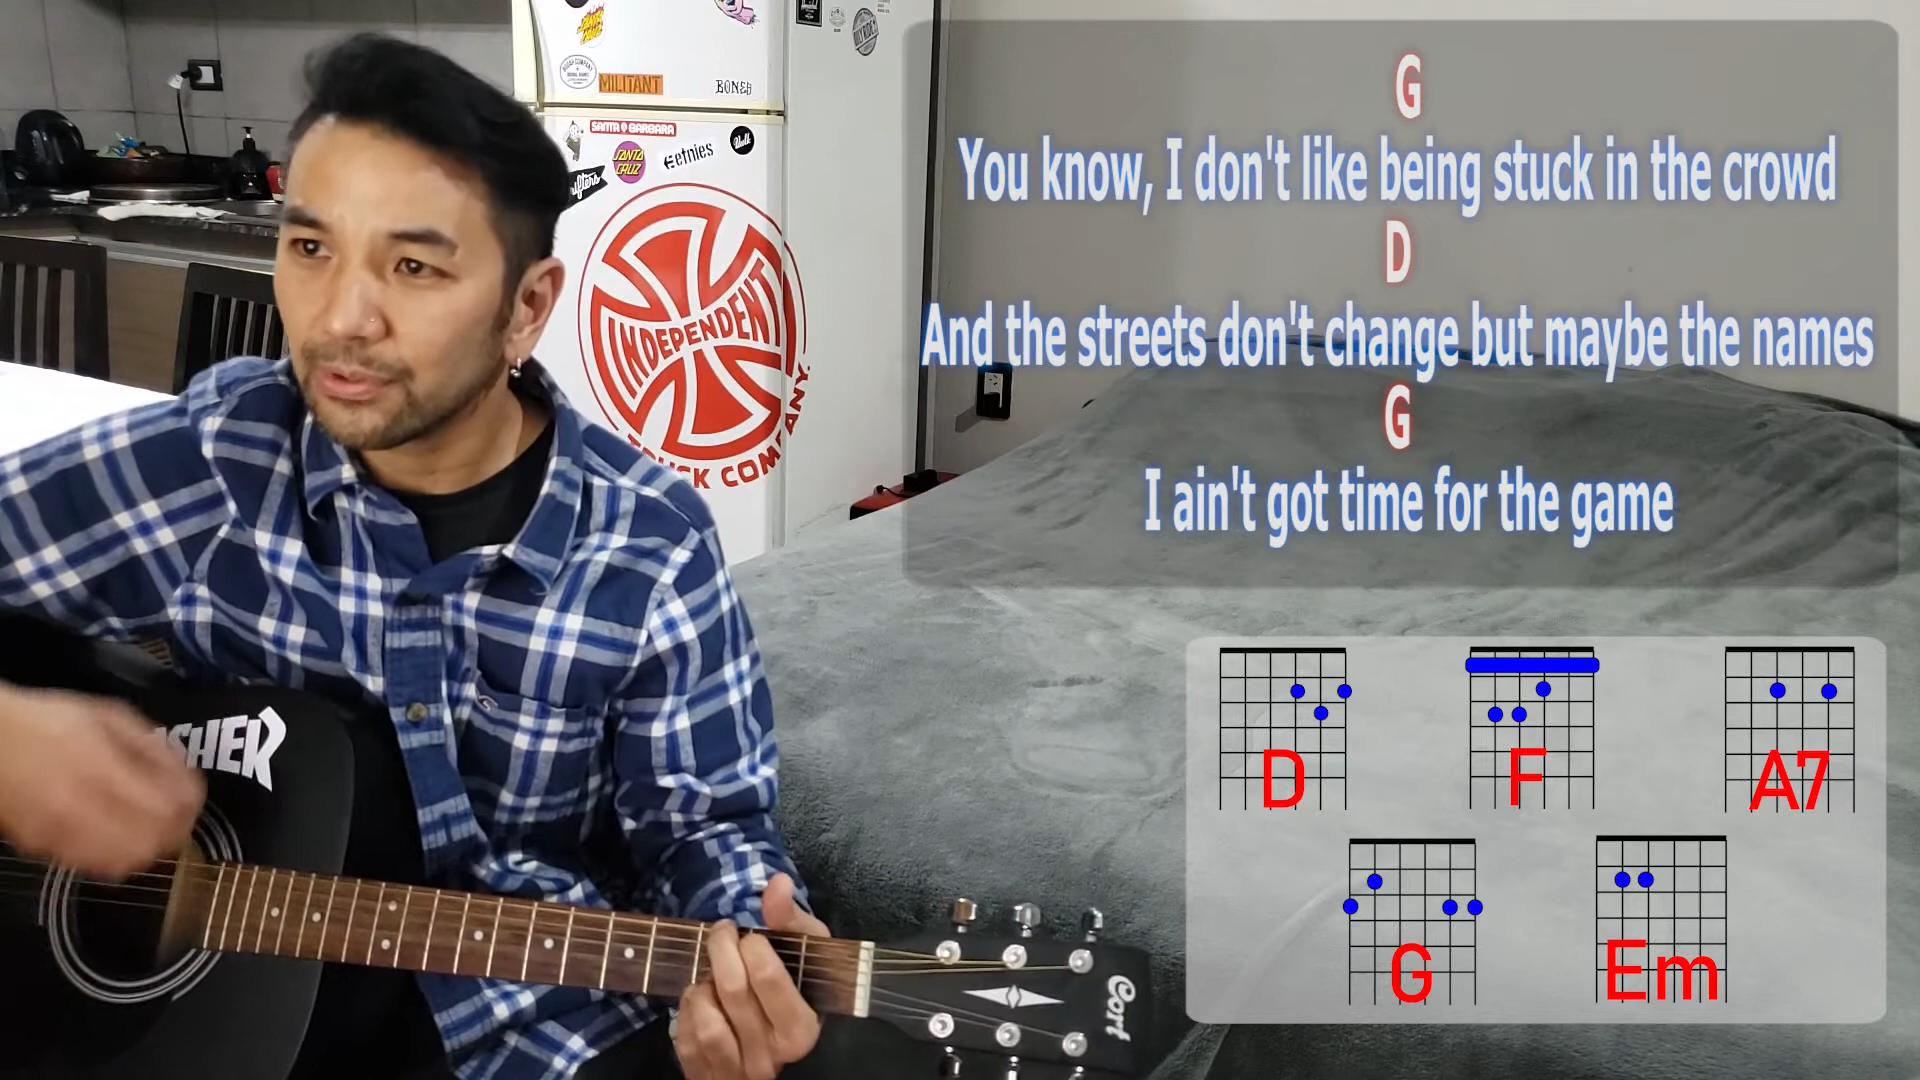 MILITANT
BONES
SANTA BARBARA
SANTA
CRUZ
etnies
INDEPENDENT
TRUCK COMPANY.
G
You know, I don't like being stuck in the crowd
D
And the streets don't change but maybe the names
G
I ain't got time for the game
D
F
A7
G
Em
Cort